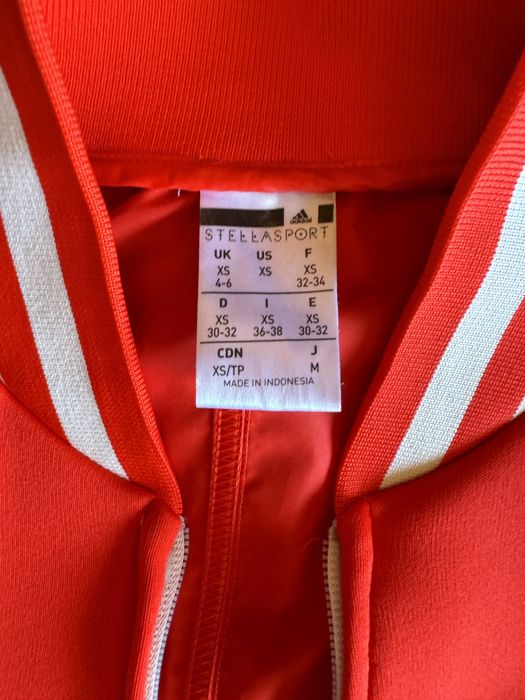 STELLASPORT
UK US F
XS XS XS
4-6 32-34
D I E
XS XS XS
30-32 36-38 30-32
CDN J
XS/TP M
MADE IN INDONESIA